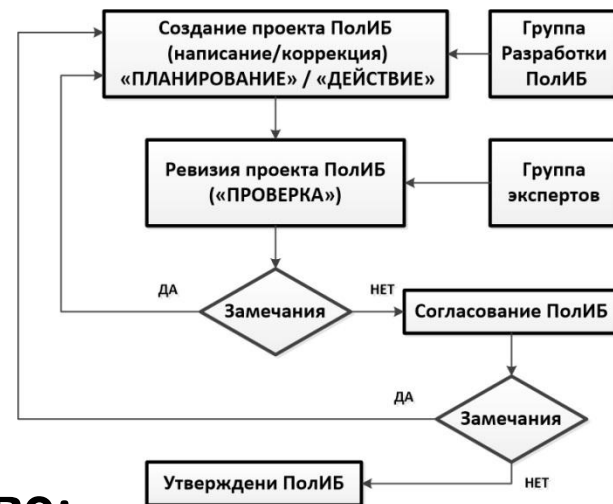 Создание проекта ПолИБ
(написание/коррекция)
«ПЛАНИРОВАНИЕ» / «ДЕЙСТВИЕ»
Группа
Разработки
ПолИБ
Ревизия проекта ПолИБ
(«ПРОВЕРКА»)
Группа
экспертов
ДА
Замечания
НЕТ
Согласование ПолИБ
ДА
Замечания
Утверждени ПолИБ
НЕТ